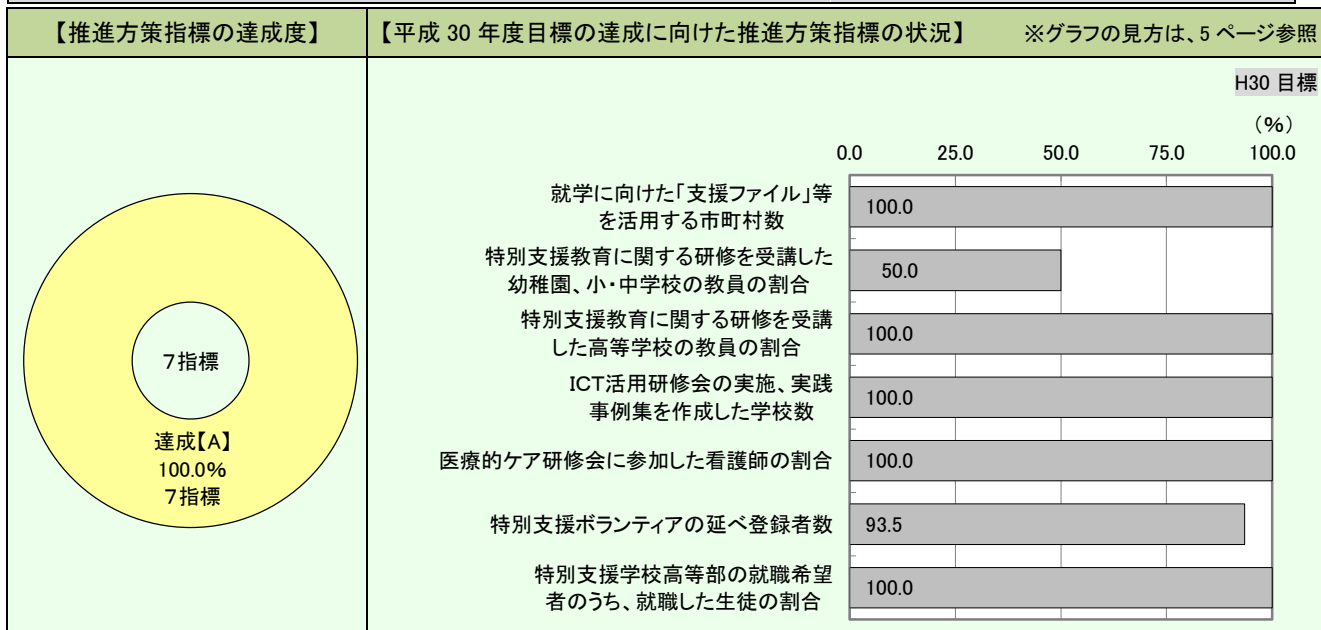 【推進方策指標の達成度】
【平成 30 年度目標の達成に向けた推進方策指標の状況】 ※グラフの見方は、5 ページ参照
7指標
達成【A】
100.0%
7指標
H30 目標
（%）
0.0 25.0 50.0 75.0 100.0
就学に向けた「支援ファイル」等
を活用する市町村数
100.0
特別支援教育に関する研修を受講した
幼稚園、小・中学校の教員の割合
50.0
特別支援教育に関する研修を受講
した高等学校の教員の割合
100.0
ICT活用研修会の実施、実践
事例集を作成した学校数
100.0
医療的ケア研修会に参加した看護師の割合
100.0
特別支援ボランティアの延べ登録者数
93.5
特別支援学校高等部の就職希望
者のうち、就職した生徒の割合
100.0